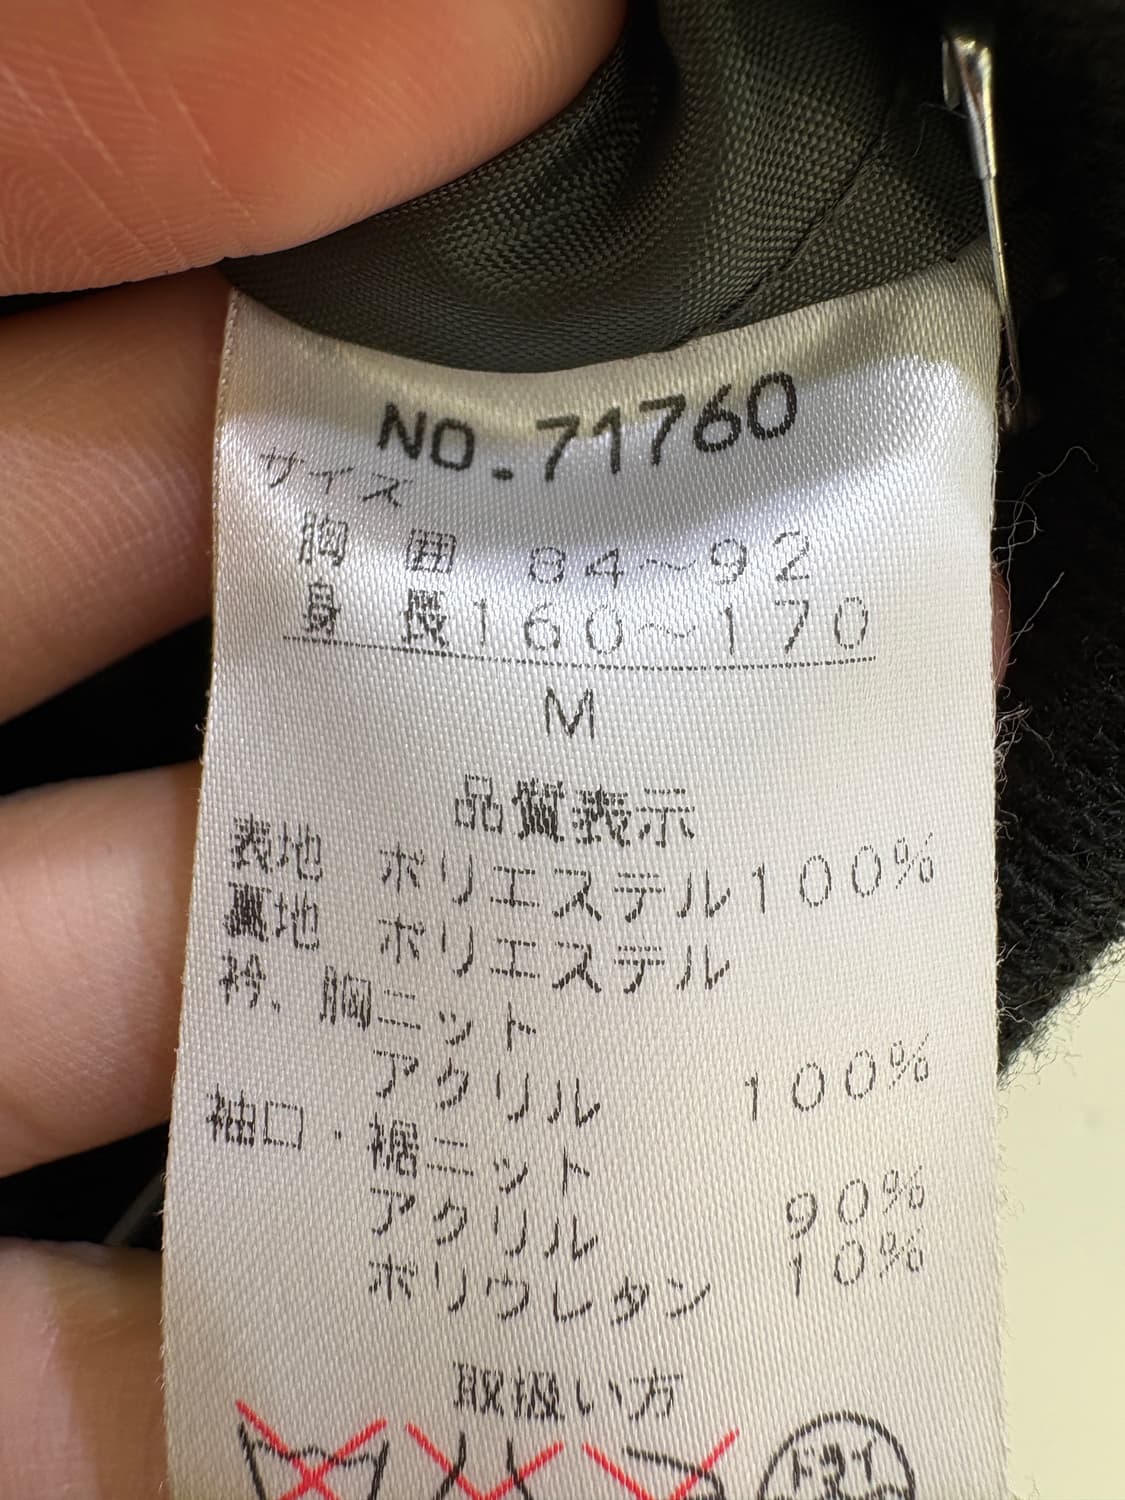 NO.71760
サイズ
胸 囲 84～92
身 長160～170
M
品質表示
表地 ポリエステル100%
裏地 ポリエステル
衿、胸ニット
アクリル 100%
袖口・裾ニット
アクリル 90%
ポリウレタン 10%
取扱い方
ドライ